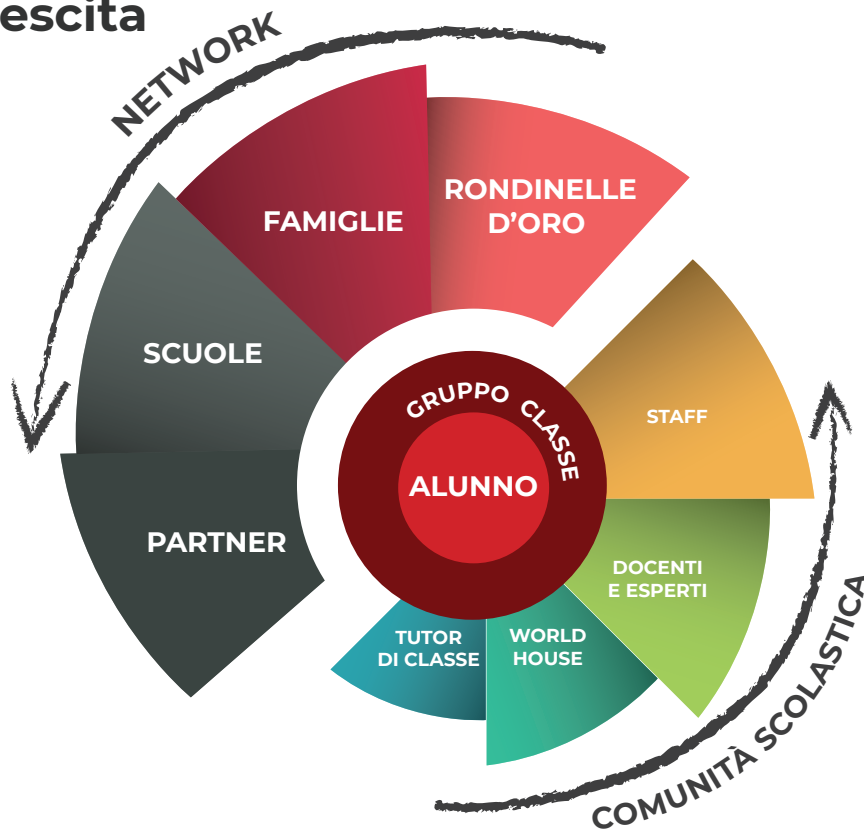 escita
NETWORK
RONDINELLE
D’ORO
FAMIGLIE
SCUOLE
PARTNER
GRUPPO CLASSE
ALUNNO
STAFF
DOCENTI
E ESPERTI
WORLD
HOUSE
TUTOR
DI CLASSE
COMUNITÀ SCOLASTICA